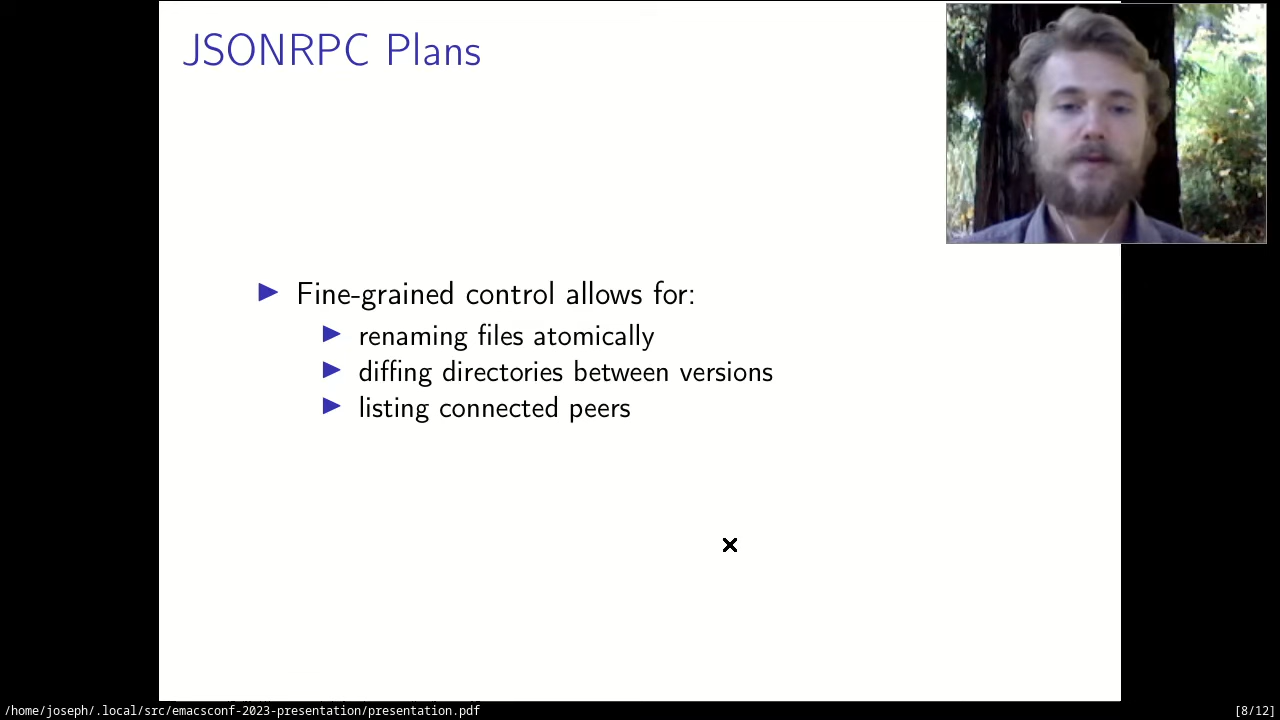 JSONRPC Plans
Fine-grained control allows for:
renaming files atomically
diffing directories between versions
listing connected peers
/home/joseph/.local/src/emacsconf-2023-presentation/presentation.pdf
[8/12]